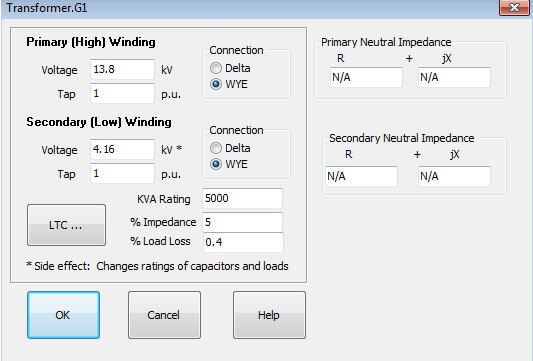 Transformer.G1
Primary (High) Winding
Voltage 13.8 kV
Tap 1 p.u.
Connection
Delta
WYE
Primary Neutral Impedance
R + jX
N/A N/A
Secondary (Low) Winding
Voltage 4.16 kV *
Tap 1 p.u.
Connection
Delta
WYE
Secondary Neutral Impedance
R + jX
N/A N/A
LTC ...
KVA Rating 5000
% Impedance 5
% Load Loss 0.4
* Side effect: Changes ratings of capacitors and loads
OK Cancel Help